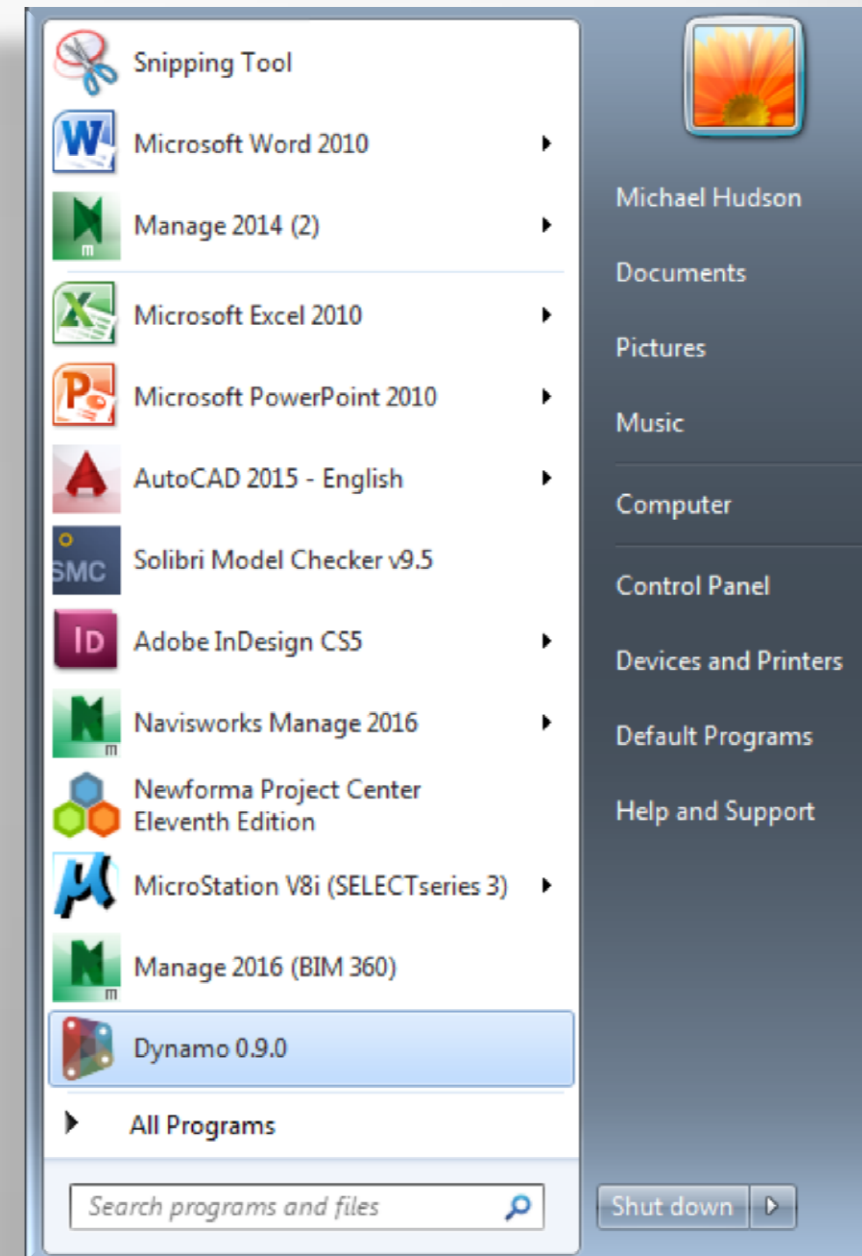 Snipping Tool
Microsoft Word 2010
Manage 2014 (2)
Microsoft Excel 2010
Microsoft PowerPoint 2010
AutoCAD 2015 - English
SMC
Solibri Model Checker v9.5
Adobe InDesign CS5
Navisworks Manage 2016
Newforma Project Center
Eleventh Edition
MicroStation V8i (SELECTseries 3)
Manage 2016 (BIM 360)
Dynamo 0.9.0
All Programs
Search programs and files
Michael Hudson
Documents
Pictures
Music
Computer
Control Panel
Devices and Printers
Default Programs
Help and Support
Shut down